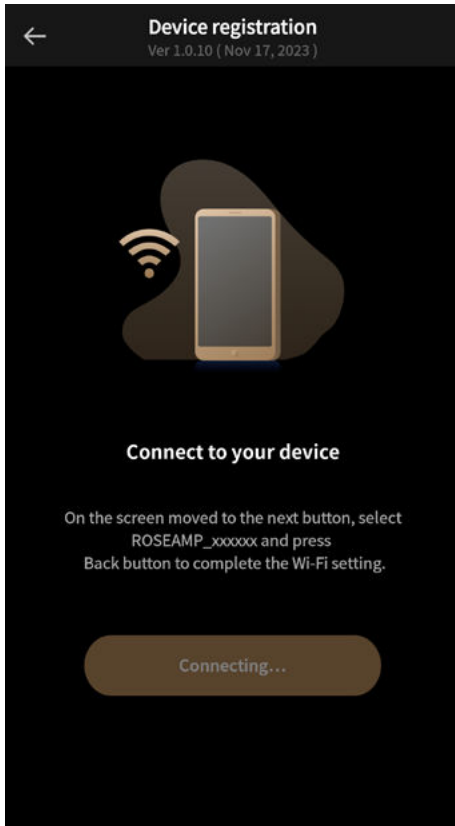 Device registration
Ver 1.0.10 ( Nov 17, 2023 )
Connect to your device
On the screen moved to the next button, select
ROSEAMP_xxxxxx and press
Back button to complete the Wi-Fi setting.
Connecting...